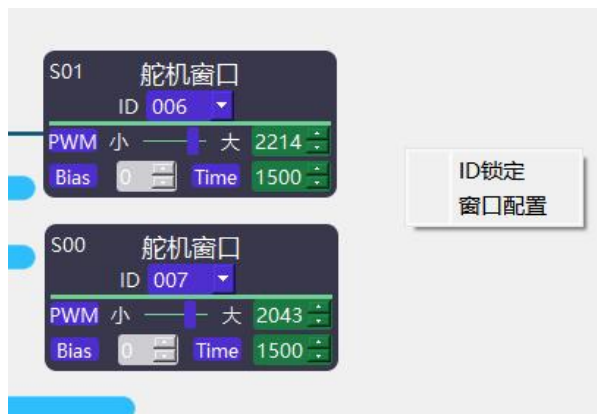 S01 舵机窗口
ID 006
PWM 小 大 2214
Bias 0 Time 1500
ID锁定
窗口配置
S00 舵机窗口
ID 007
PWM 小 大 2043
Bias 0 Time 1500